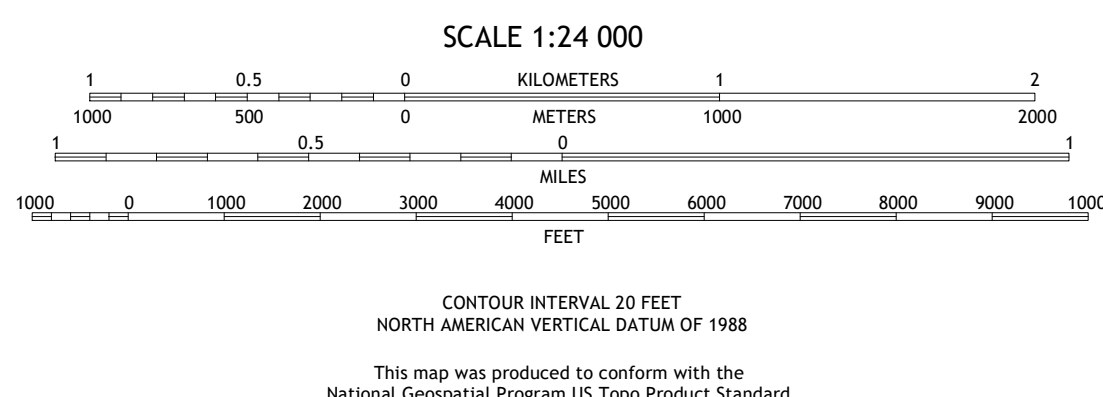 SCALE 1:24 000
1 0.5 0 KILOMETERS 1 2
1000 500 0 METERS 1000 2000
1 0.5 0 1
MILES
1000 0 1000 2000 3000 4000 5000 6000 7000 8000 9000 1000
FEET
CONTOUR INTERVAL 20 FEET
NORTH AMERICAN VERTICAL DATUM OF 1988
This map was produced to conform with the
National Geospatial Program US Topo Product Standard